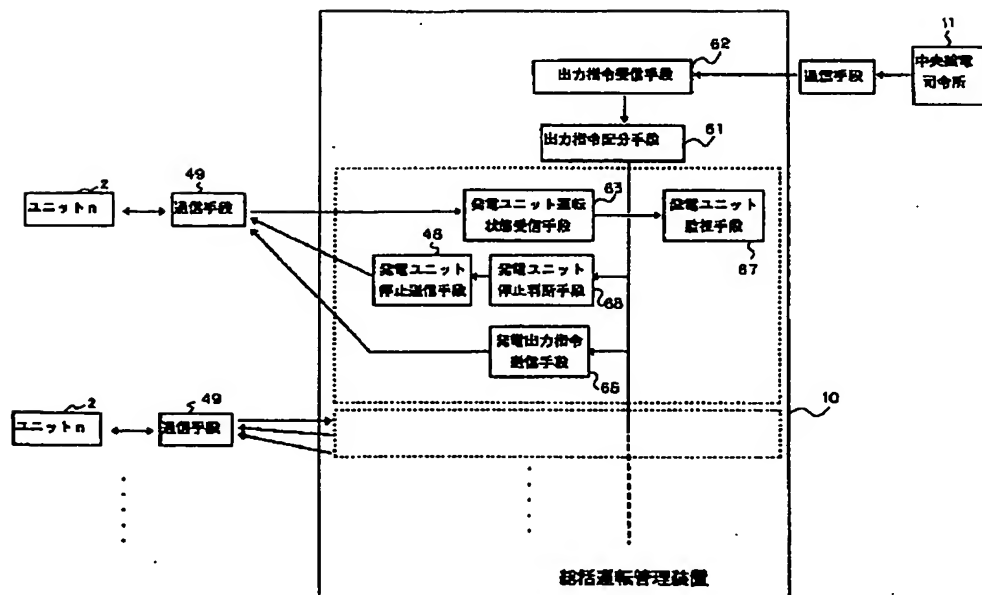 11
中央給電
司令所
通信手段
62
出力指令受信手段
61
出力指令配分手段
2
ユニットn
49
通信手段
63
発電ユニット運転
状態受信手段
発電ユニット
監視手段
67
46
発電ユニット
停止送信手段
発電ユニット
停止判断手段
68
発電出力指令
送信手段
65
2
ユニットn
49
通信手段
10
総括運転管理装置